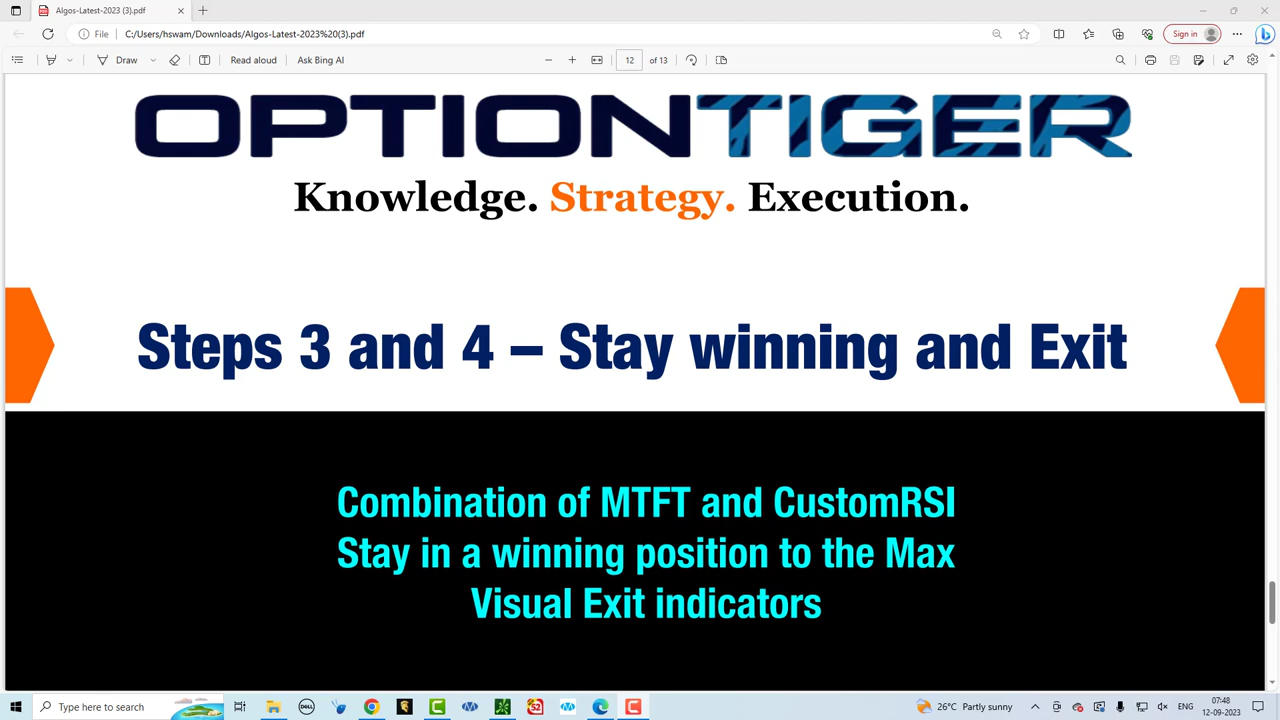 Algos-Latest-2023 (3).pdf
File
C:/Users/hswam/Downloads/Algos-Latest-2023%20(3).pdf
Sign in
Draw
Read aloud
Ask Bing AI
12 of 13
OPTIONTIGER
Knowledge. Strategy. Execution.
Steps 3 and 4 – Stay winning and Exit
Combination of MTFT and CustomRSI
Stay in a winning position to the Max
Visual Exit indicators
Type here to search
26°C Partly sunny
ENG
07:48
12-09-2023